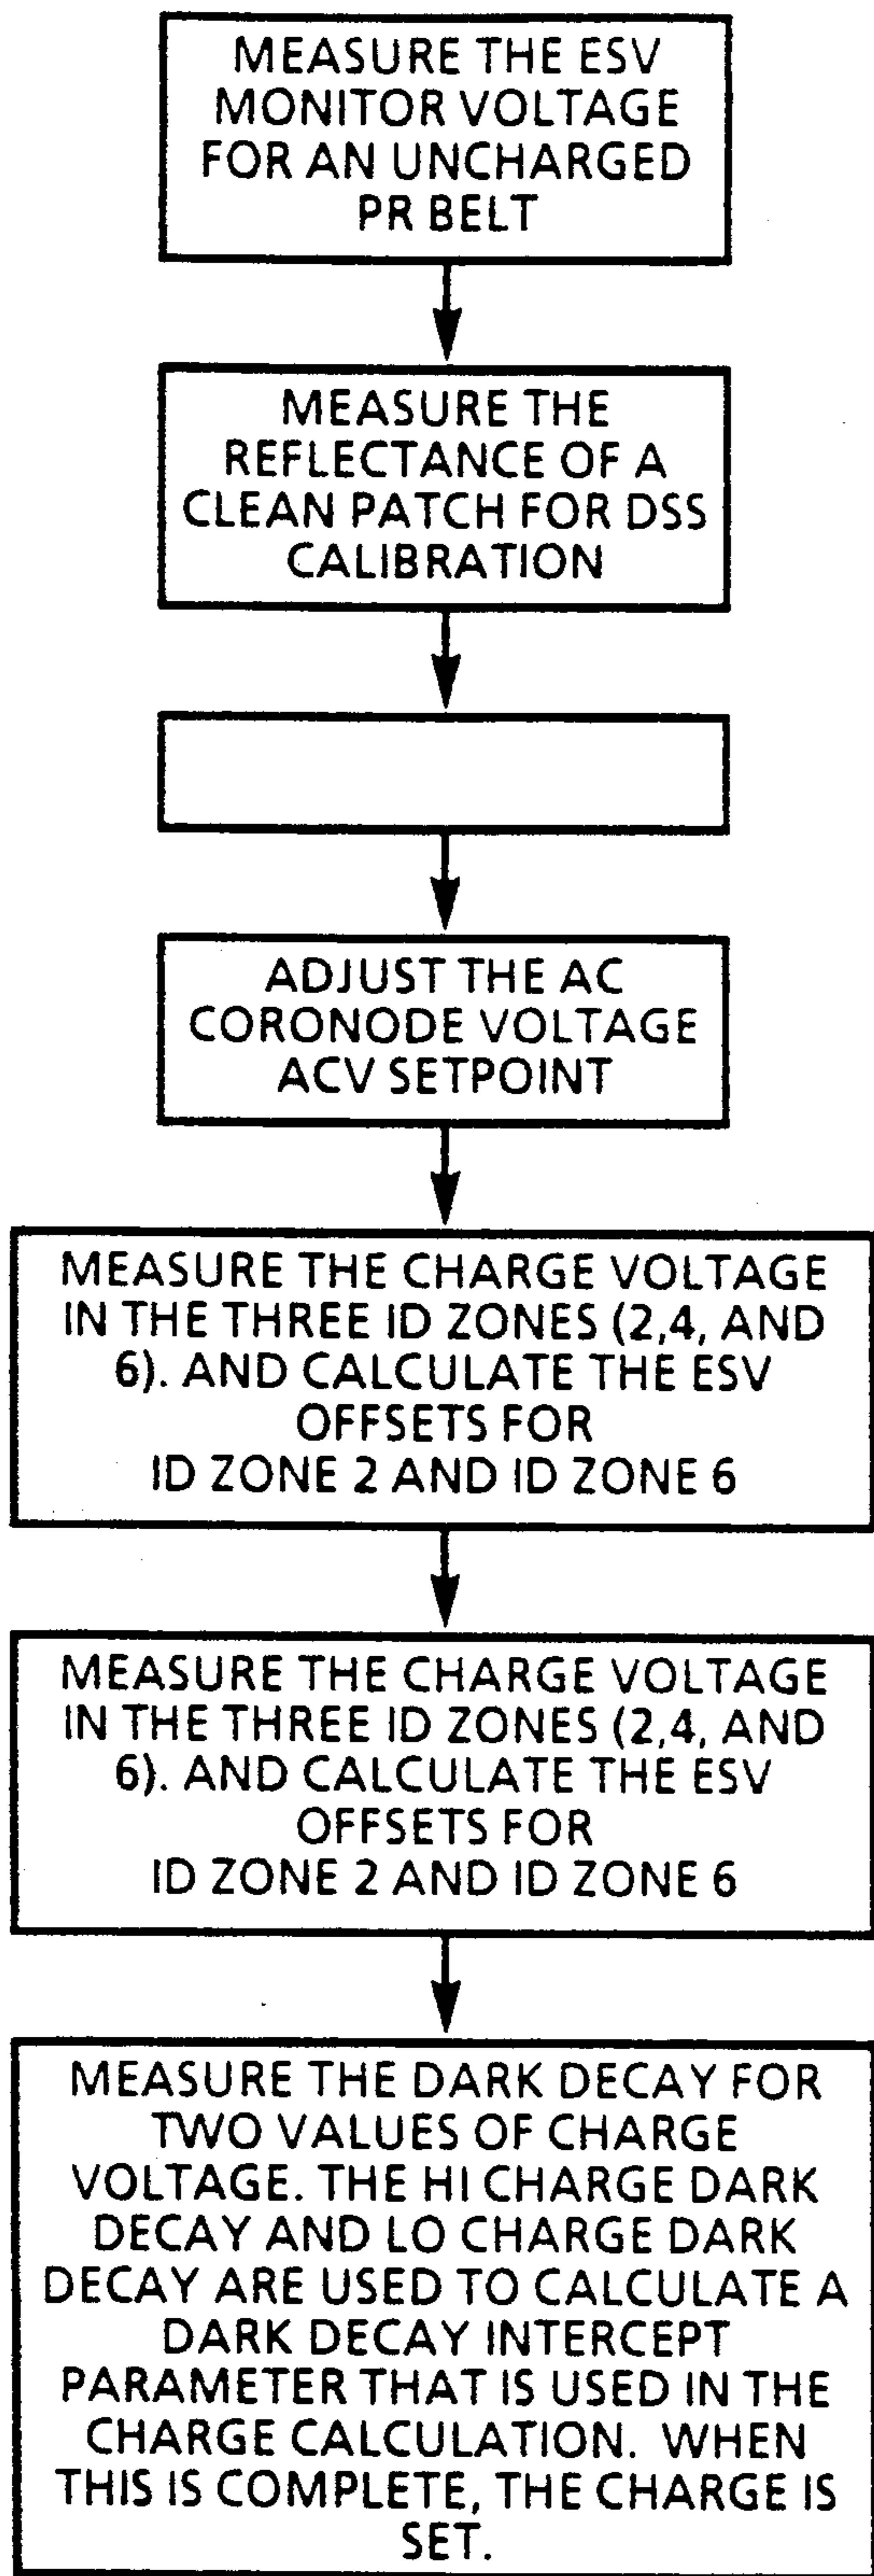 MEASURE THE ESV
MONITOR VOLTAGE
FOR AN UNCHARGED
PR BELT
MEASURE THE
REFLECTANCE OF A
CLEAN PATCH FOR DSS
CALIBRATION
ADJUST THE AC
CORONODE VOLTAGE
ACV SETPOINT
MEASURE THE CHARGE VOLTAGE
IN THE THREE ID ZONES (2,4, AND
6). AND CALCULATE THE ESV
OFFSETS FOR
ID ZONE 2 AND ID ZONE 6
MEASURE THE CHARGE VOLTAGE
IN THE THREE ID ZONES (2,4, AND
6). AND CALCULATE THE ESV
OFFSETS FOR
ID ZONE 2 AND ID ZONE 6
MEASURE THE DARK DECAY FOR
TWO VALUES OF CHARGE
VOLTAGE. THE HI CHARGE DARK
DECAY AND LO CHARGE DARK
DECAY ARE USED TO CALCULATE A
DARK DECAY INTERCEPT
PARAMETER THAT IS USED IN THE
CHARGE CALCULATION. WHEN
THIS IS COMPLETE, THE CHARGE IS
SET.